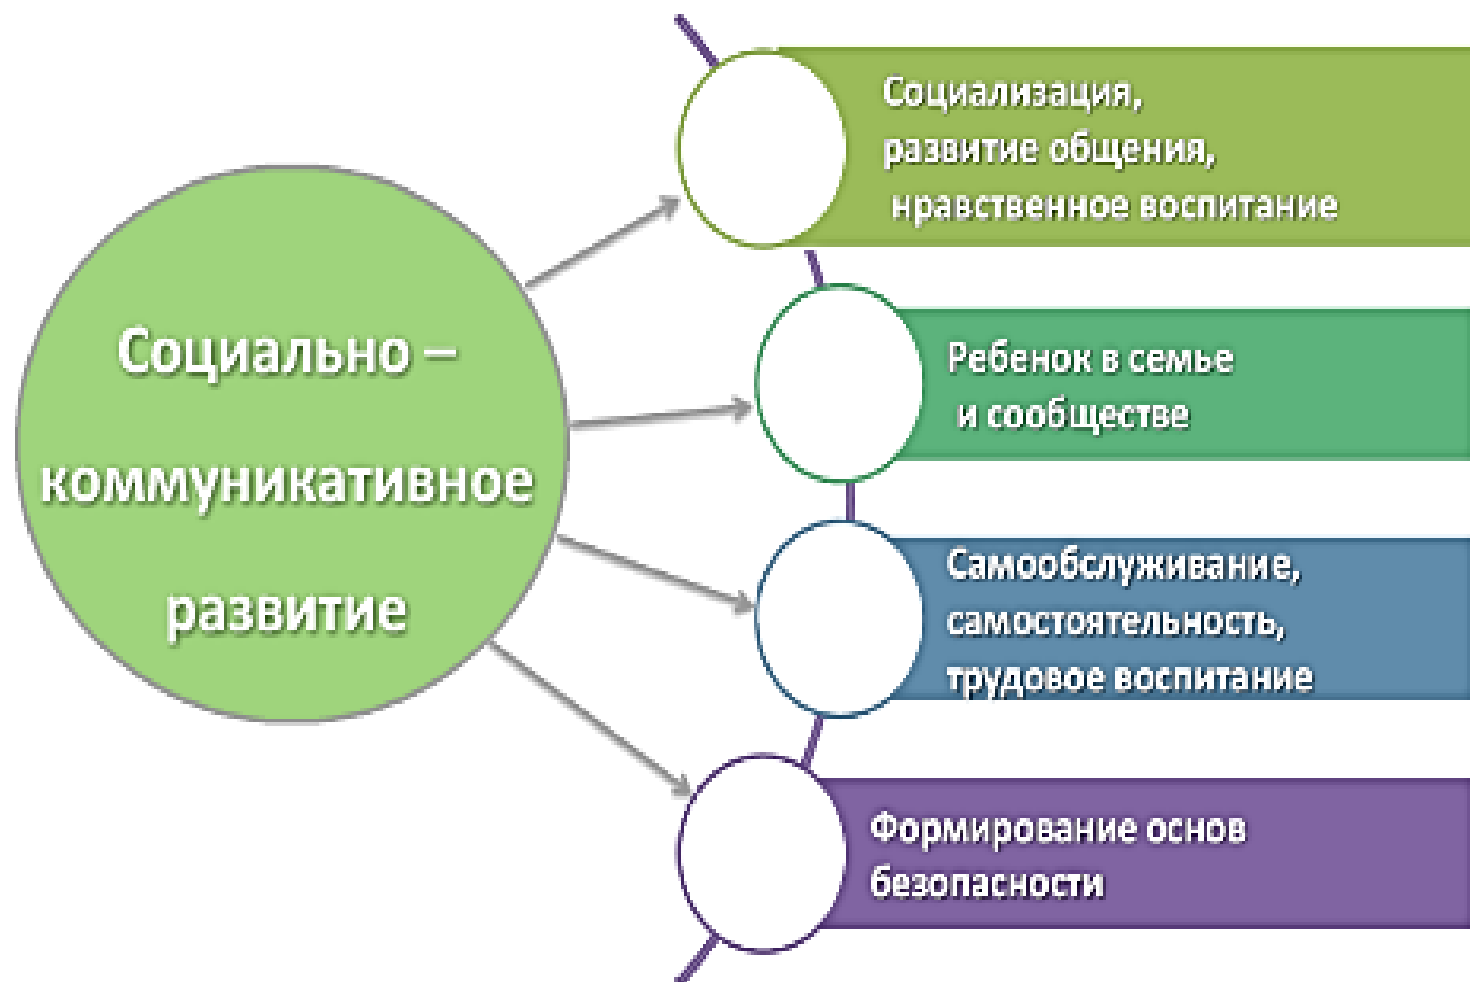 Социально –
коммуникативное
развитие
Социализация,
развитие общения,
нравственное воспитание
Ребенок в семье
и сообществе
Самообслуживание,
самостоятельность,
трудовое воспитание
Формирование основ
безопасности